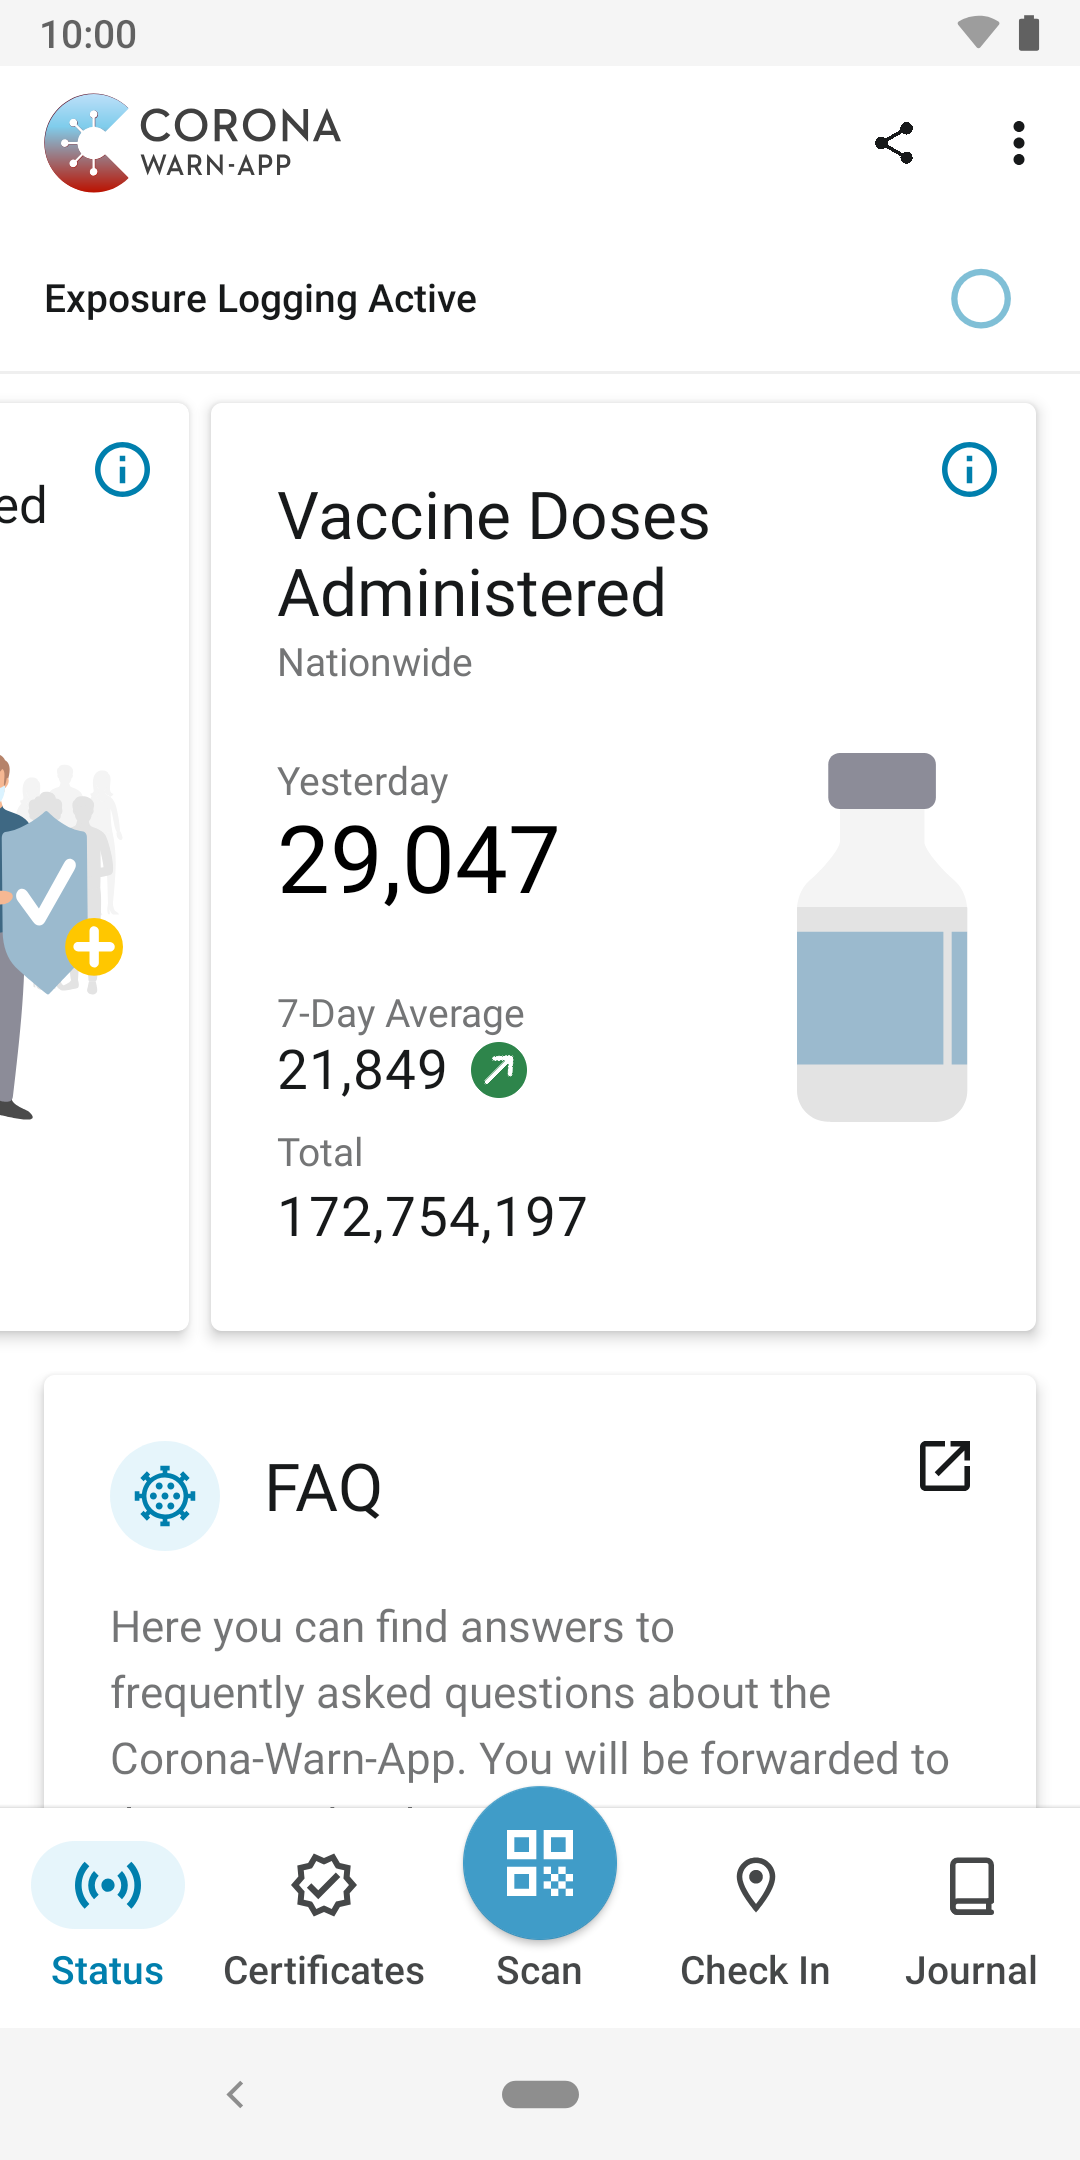 10:00
CORONA
WARN-APP
Exposure Logging Active
ed
Vaccine Doses
Administered
Nationwide
Yesterday
29,047
7-Day Average
21,849
Total
172,754,197
FAQ
Here you can find answers to
frequently asked questions about the
Corona-Warn-App. You will be forwarded to
Status
Certificates
Scan
Check In
Journal